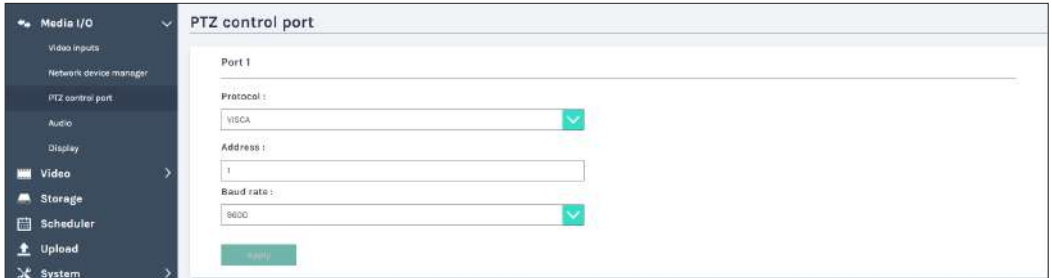 Media I/O
Video inputs
Network device manager
PTZ control port
Audio
Display
Video
Storage
Scheduler
Upload
System
PTZ control port
Port 1
Protocol :
VISCA
Address :
1
Baud rate :
9600
Apply